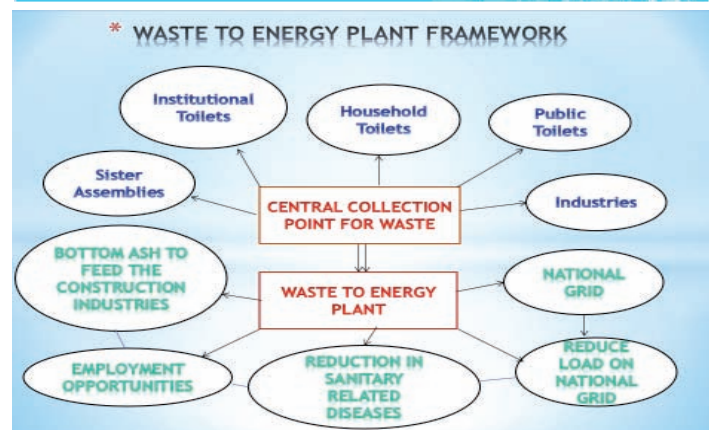 * WASTE TO ENERGY PLANT FRAMEWORK
Institutional
Toilets
Household
Toilets
Public
Toilets
Sister
Assemblies
CENTRAL COLLECTION
POINT FOR WASTE
Industries
BOTTOM ASH TO
FEED THE
CONSTRUCTION
INDUSTRIES
WASTE TO ENERGY
PLANT
NATIONAL
GRID
EMPLOYMENT
OPPORTUNITIES
REDUCTION IN
SANITARY
RELATED
DISEASES
REDUCE
LOAD ON
NATIONAL
GRID